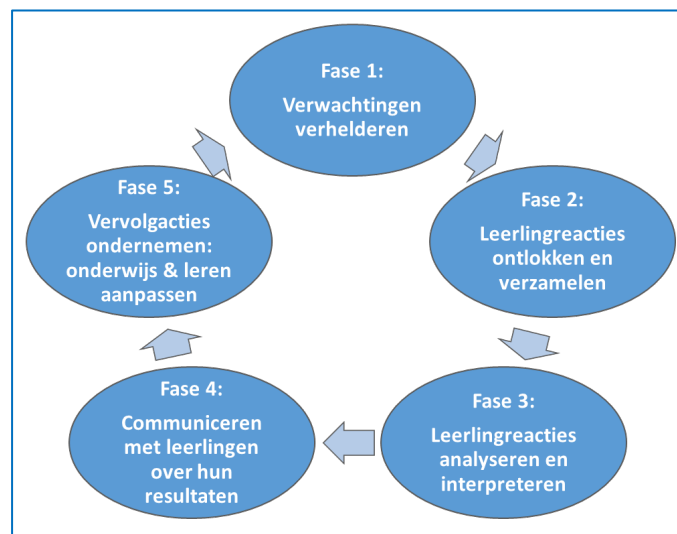 Fase 1:
Verwachtingen
verhelderen
Fase 2:
Leerlingreacties
ontlokken en
verzamelen
Fase 3:
Leerlingreacties
analyseren en
interpreteren
Fase 4:
Communiceren
met leerlingen
over hun
resultaten
Fase 5:
Vervolgacties
ondernemen:
onderwijs & leren
aanpassen